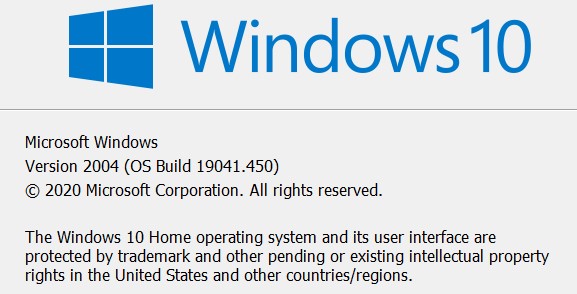 Windows 10
Microsoft Windows
Version 2004 (OS Build 19041.450)
© 2020 Microsoft Corporation. All rights reserved.
The Windows 10 Home operating system and its user interface are
protected by trademark and other pending or existing intellectual property
rights in the United States and other countries/regions.